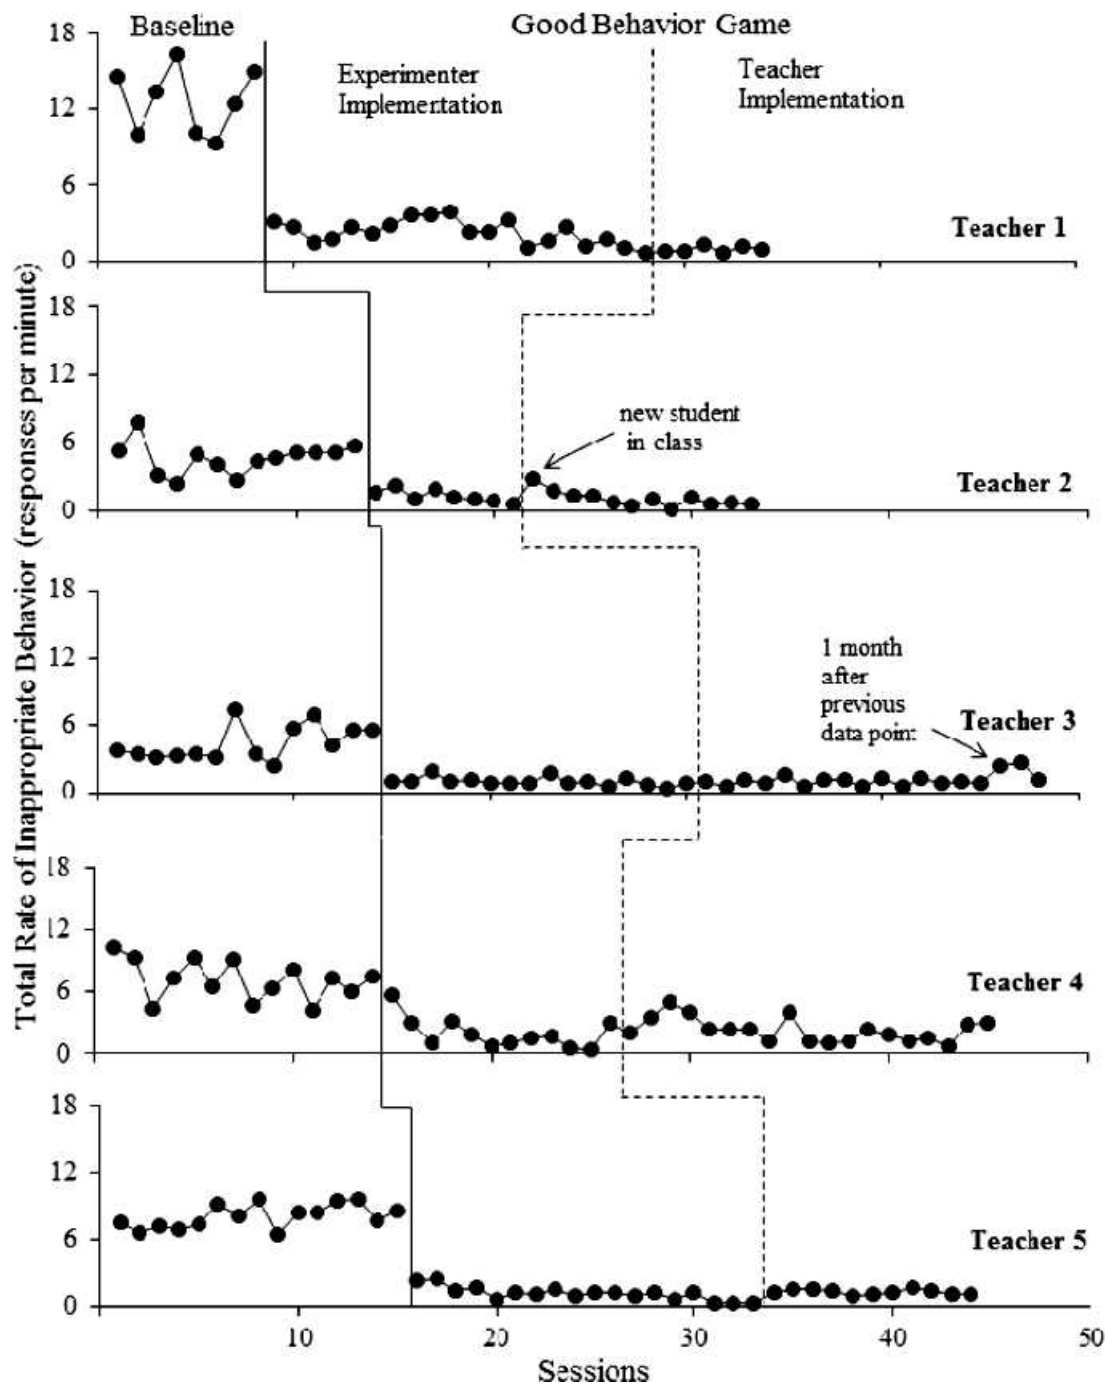 Baseline
Good Behavior Game
Experimenter
Implementation
Teacher
Implementation
18
12
6
0
Teacher 1
Total Rate of Inappropriate Behavior (responses per minute)
18
12
6
0
new student
in class
Teacher 2
18
12
6
0
1 month
after
previous
data point
Teacher 3
18
12
6
0
Teacher 4
18
12
6
0
Teacher 5
10
20
30
40
50
Sessions